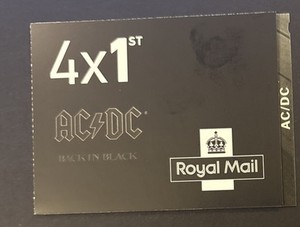 4x1ST
AC⚡DC
BACK IN BLACK
Royal Mail
AC/DC